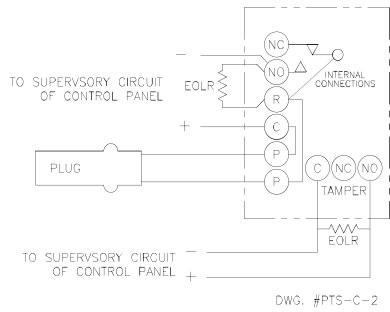 NC
−
NO
TO SUPERVSORY CIRCUIT
OF CONTROL PANEL
EOLR
INTERNAL
CONNECTIONS
R
+
C
P
PLUG
P
C NC NO
TAMPER
EOLR
TO SUPERVSORY CIRCUIT
OF CONTROL PANEL
−
+
DWG. #PTS-C-2